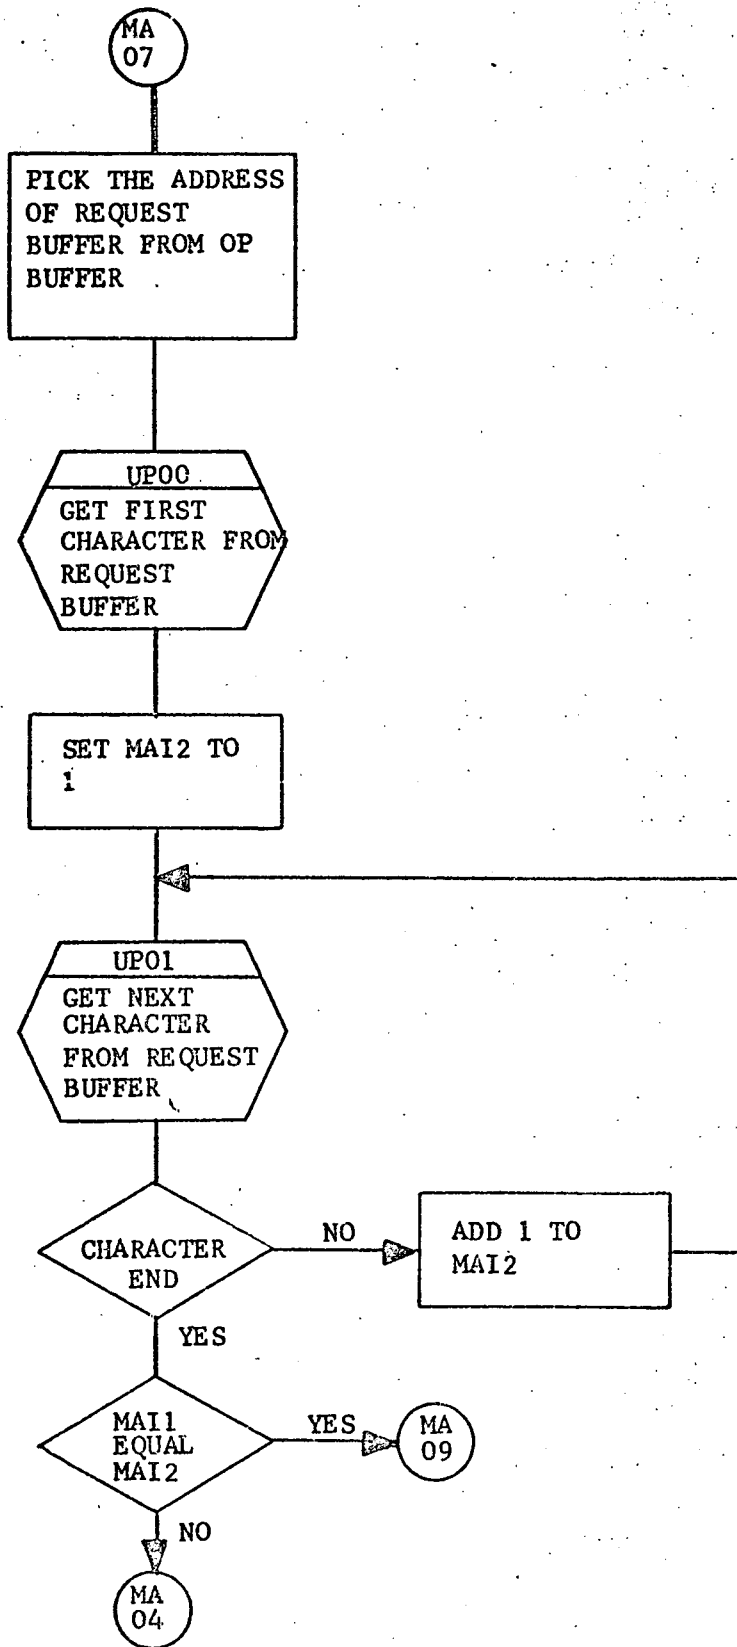 MA
07
PICK THE ADDRESS
OF REQUEST
BUFFER FROM OP
BUFFER
UP00
GET FIRST
CHARACTER FROM
REQUEST
BUFFER
SET MAI2 TO
1
UP01
GET NEXT
CHARACTER
FROM REQUEST
BUFFER
CHARACTER
END
NO
ADD 1 TO
MAI2
YES
MAI1
EQUAL
MAI2
YES
MA
09
NO
MA
04